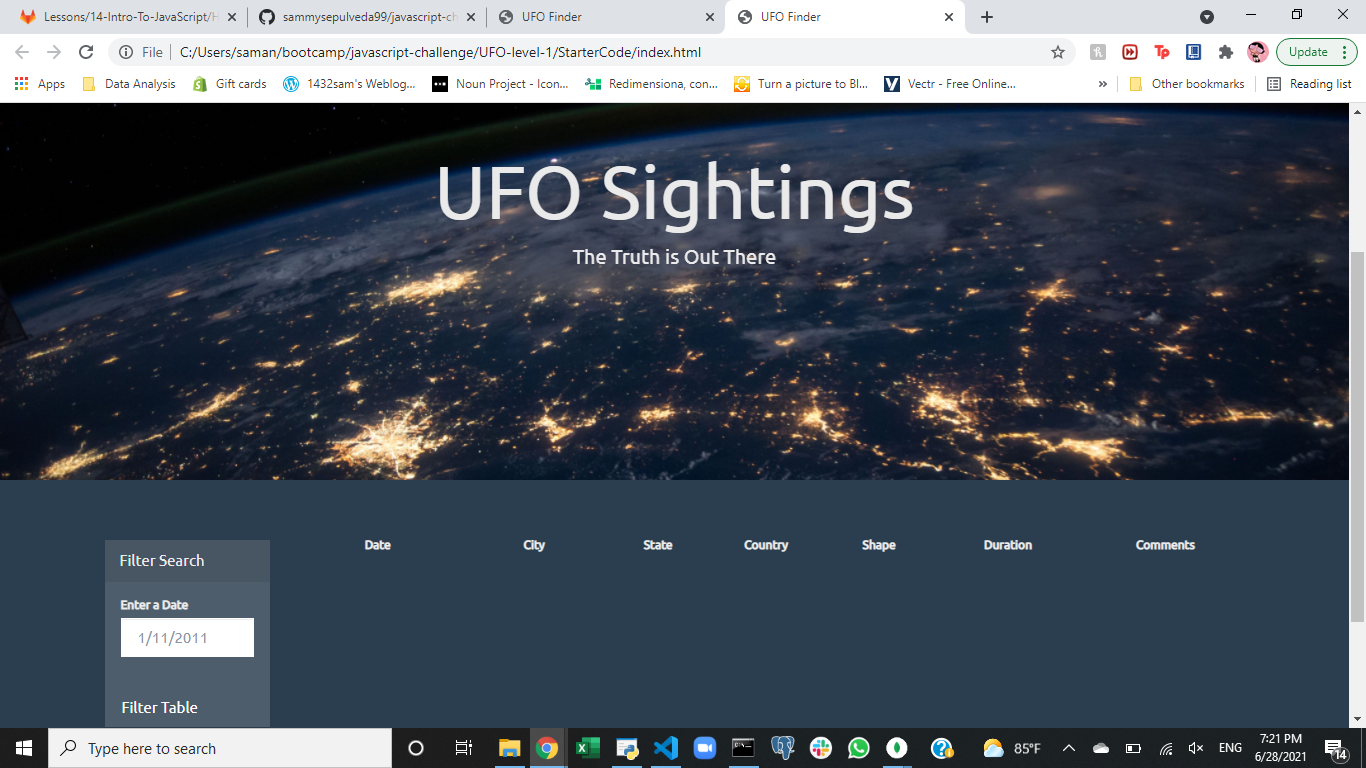 Lessons/14-Intro-To-JavaScript/H
sammysepulveda99/javascript-ch
UFO Finder
UFO Finder
File
C:/Users/saman/bootcamp/javascript-challenge/UFO-level-1/StarterCode/index.html
Tp
Update
Apps
Data Analysis
Gift cards
1432sam's Weblog...
Noun Project - Icon...
Redimensiona, con...
Turn a picture to Bl...
Vectr - Free Online...
»
Other bookmarks
Reading list
UFO Sightings
The Truth is Out There
Date City State Country Shape Duration Comments
Filter Search
Enter a Date
1/11/2011
Filter Table
Type here to search
85°F
ENG
7:21 PM
6/28/2021
14